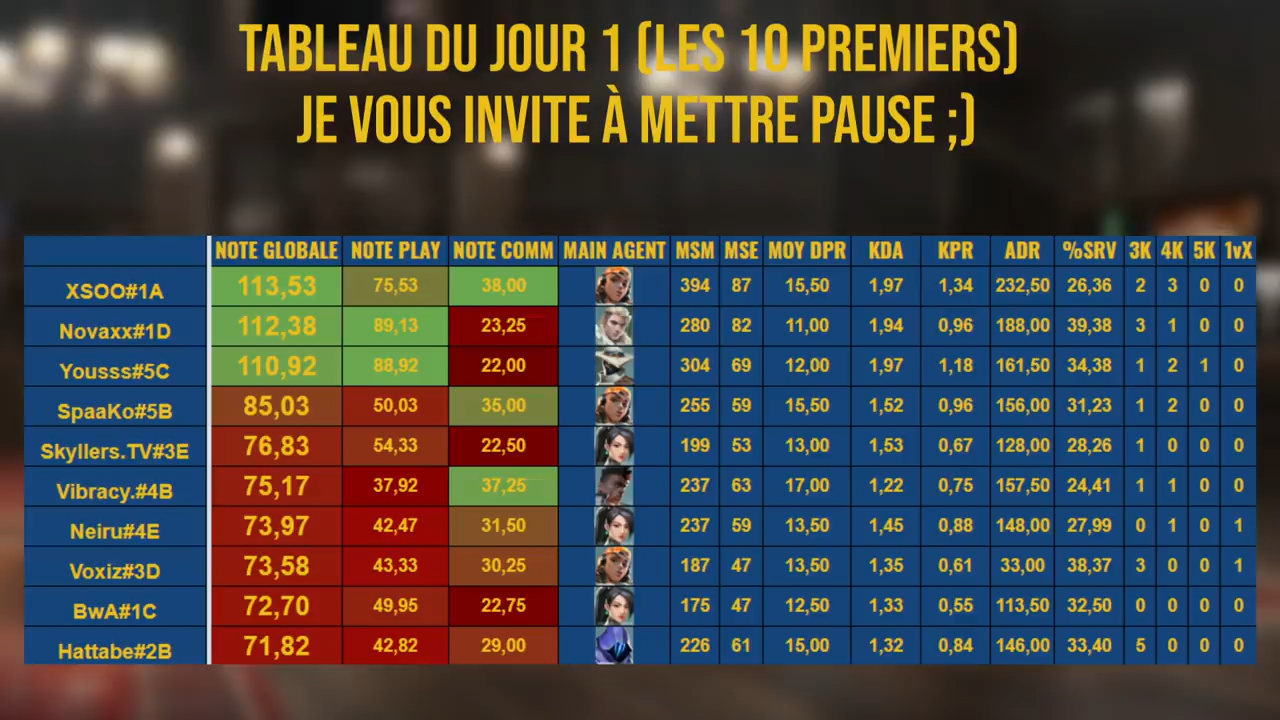 TABLEAU DU JOUR 1 (LES 10 PREMIERS)
JE VOUS INVITE À METTRE PAUSE ;)
NOTE GLOBALE NOTE PLAY NOTE COMM MAIN AGENT MSM MSE MOY DPR KDA KPR ADR %SRV 3K 4K 5K 1vX
XSOO#1A 113,53 75,53 38,00 394 87 15,50 1,97 1,34 232,50 26,36 2 3 0 0
Novaxx#1D 112,38 89,13 23,25 280 82 11,00 1,94 0,96 188,00 39,38 3 1 0 0
Yousss#5C 110,92 88,92 22,00 304 69 12,00 1,97 1,18 161,50 34,38 1 2 1 0
SpaaKo#5B 85,03 50,03 35,00 255 59 15,50 1,52 0,96 156,00 31,23 1 2 0 0
Skyllers.TV#3E 76,83 54,33 22,50 199 53 13,00 1,53 0,67 128,00 28,26 1 0 0 0
Vibracy.#4B 75,17 37,92 37,25 237 63 17,00 1,22 0,75 157,50 24,41 1 1 0 0
Neiru#4E 73,97 42,47 31,50 237 59 13,50 1,45 0,88 148,00 27,99 0 1 0 1
Voxiz#3D 73,58 43,33 30,25 187 47 13,50 1,35 0,61 33,00 38,37 3 0 0 1
BwA#1C 72,70 49,95 22,75 175 47 12,50 1,33 0,55 113,50 32,50 0 0 0 0
Hattabe#2B 71,82 42,82 29,00 226 61 15,00 1,32 0,84 146,00 33,40 5 0 0 0